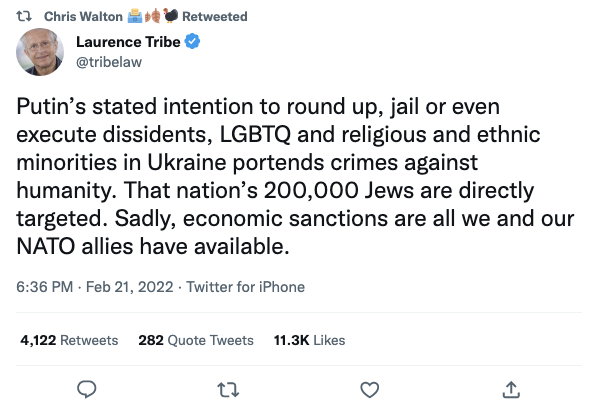 Chris Walton 🗳️🍂🦃 Retweeted
Laurence Tribe
@tribelaw
Putin’s stated intention to round up, jail or even
execute dissidents, LGBTQ and religious and ethnic
minorities in Ukraine portends crimes against
humanity. That nation’s 200,000 Jews are directly
targeted. Sadly, economic sanctions are all we and our
NATO allies have available.
6:36 PM · Feb 21, 2022 · Twitter for iPhone
4,122 Retweets 282 Quote Tweets 11.3K Likes